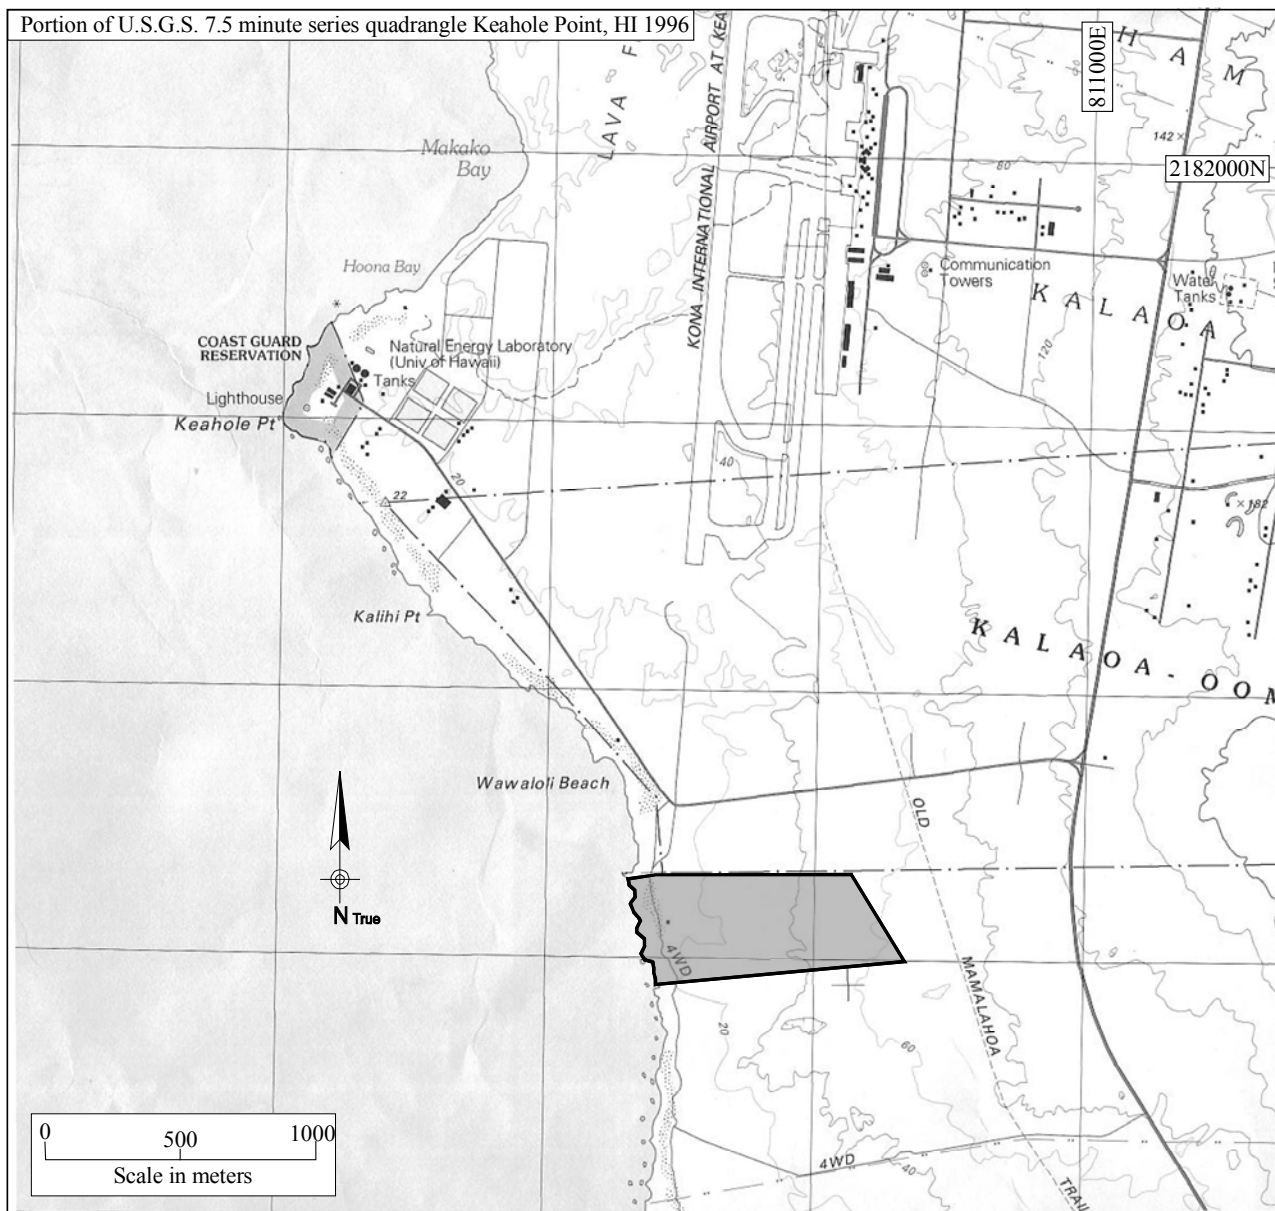 Portion of U.S.G.S. 7.5 minute series quadrangle Keahole Point, HI 1996
811000E
H A M
LAVA F
KONA INTERNATIONAL AIRPORT AT KEA
142
2182000N
80
Makako
Bay
Hoona Bay
Communication
Towers
Water
Tanks
KALAOA
COAST GUARD
RESERVATION
Natural Energy Laboratory
(Univ of Hawaii)
Tanks
120
Lighthouse
Keahole Pt
40
20
22
182
Kalihi Pt
KALAOA - OOM
Wawaloli Beach
OLD
N True
4WD
MAMALAHOA
20
60
0 500 1000
Scale in meters
4WD
40
TRAI